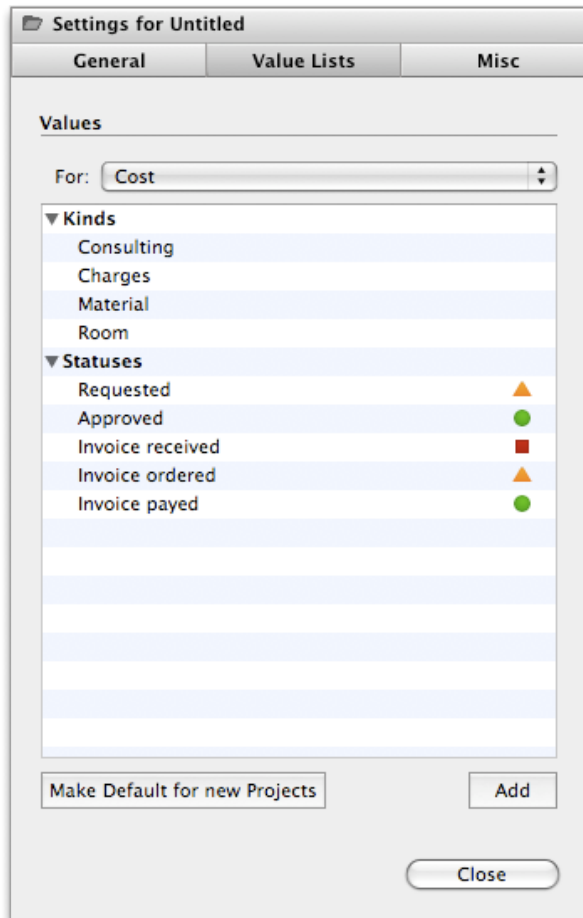 Settings for Untitled
General Value Lists Misc
Values
For: Cost
Kinds
Consulting
Charges
Material
Room
Statuses
Requested
Approved
Invoice received
Invoice ordered
Invoice payed
Make Default for new Projects Add
Close